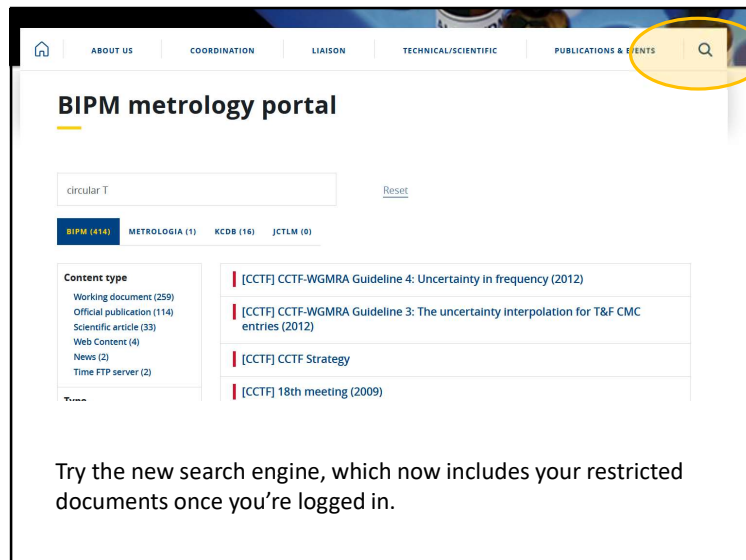 ABOUT US COORDINATION LIAISON TECHNICAL/SCIENTIFIC PUBLICATIONS & EVENTS
BIPM metrology portal
circular T Reset
BIPM (414) METROLOGIA (1) KCDB (16) JCTLM (0)
Content type
Working document (259)
Official publication (114)
Scientific article (33)
Web Content (4)
News (2)
Time FTP server (2)
Type
[CCTF] CCTF-WGMRA Guideline 4: Uncertainty in frequency (2012)
[CCTF] CCTF-WGMRA Guideline 3: The uncertainty interpolation for T&F CMC
entries (2012)
[CCTF] CCTF Strategy
[CCTF] 18th meeting (2009)
Try the new search engine, which now includes your restricted
documents once you’re logged in.